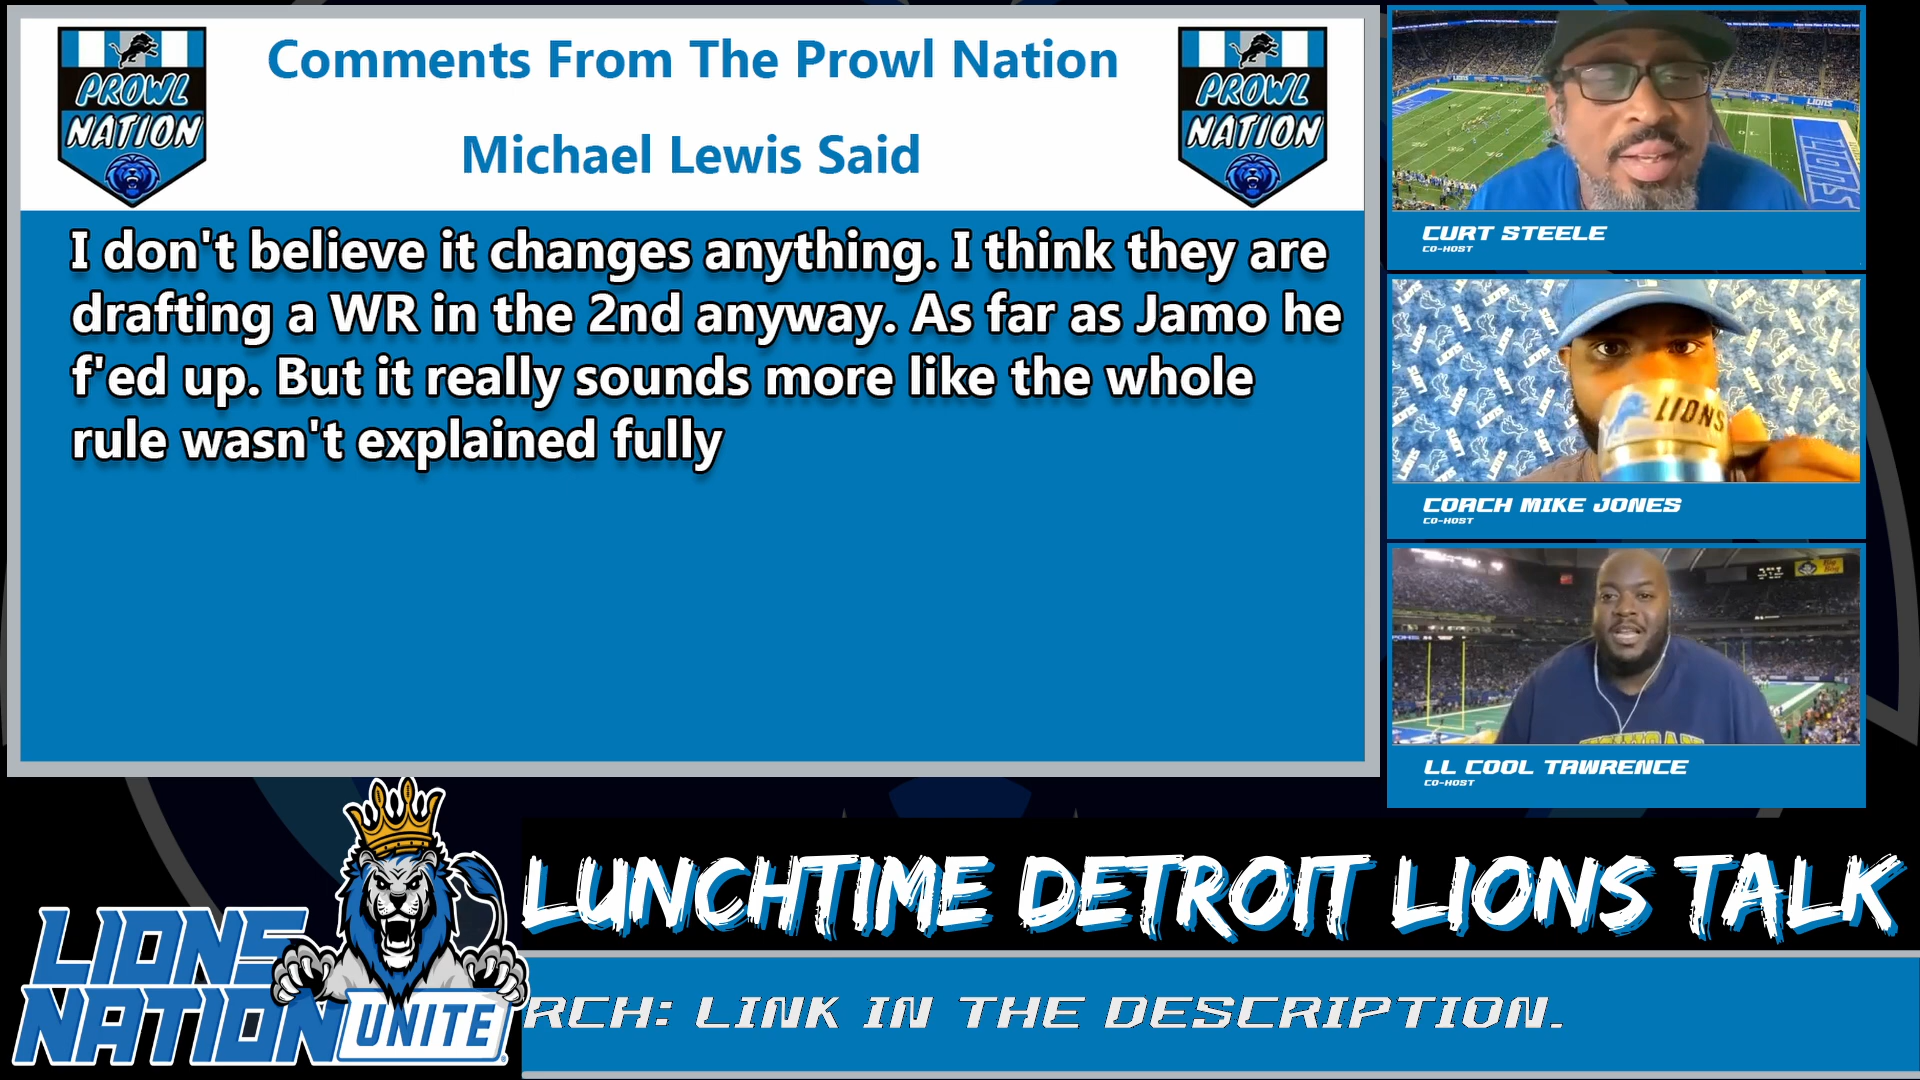 Comments From The Prowl Nation
Michael Lewis Said
PROWL
NATION
PROWL
NATION
I don't believe it changes anything. I think they are
drafting a WR in the 2nd anyway. As far as Jamo he
f'ed up. But it really sounds more like the whole
rule wasn't explained fully
LIONS
CURT STEELE
CO-HOST
LIONS
COACH MIKE JONES
CO-HOST
LL COOL TAWRENCE
CO-HOST
LIONS
NATION
UNITE
LUNCHTIME DETROIT LIONS TALK
RCH: LINK IN THE DESCRIPTION.